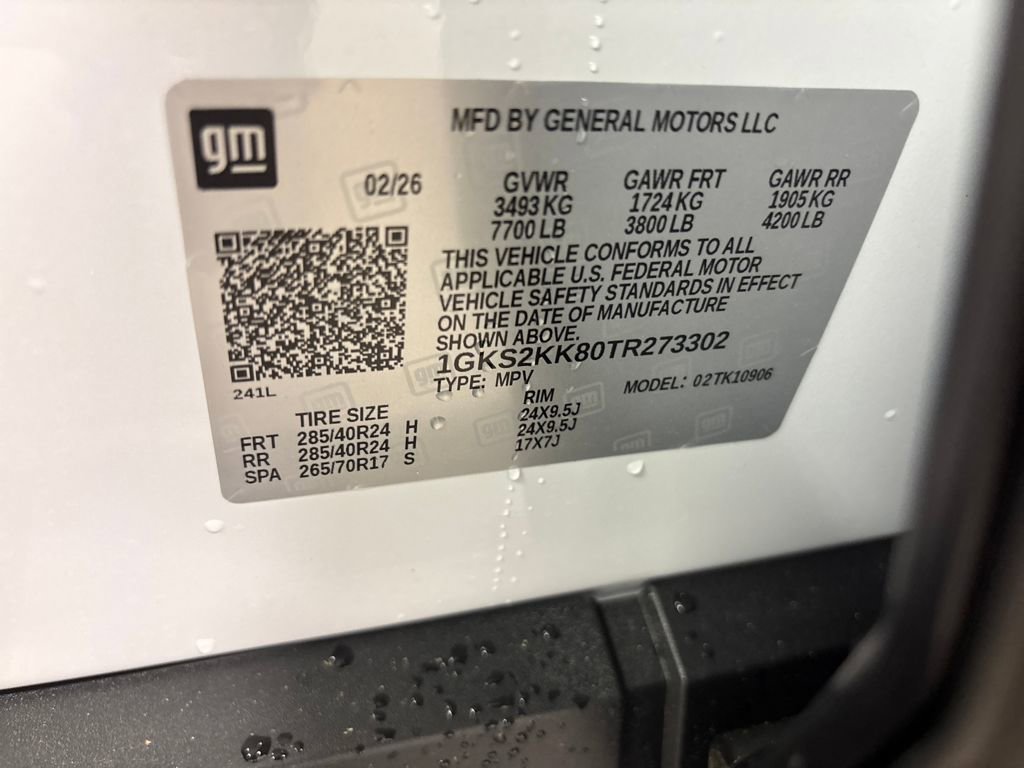 gm
MFD BY GENERAL MOTORS LLC
02/26
GVWR GAWR FRT GAWR RR
3493 KG 1724 KG 1905 KG
7700 LB 3800 LB 4200 LB
THIS VEHICLE CONFORMS TO ALL
APPLICABLE U.S. FEDERAL MOTOR
VEHICLE SAFETY STANDARDS IN EFFECT
ON THE DATE OF MANUFACTURE
SHOWN ABOVE.
1GKS2KK80TR273302
TYPE: MPV MODEL: 02TK10906
241L
TIRE SIZE RIM
FRT 285/40R24 H 24X9.5J
RR 285/40R24 H 24X9.5J
SPA 265/70R17 S 17X7J